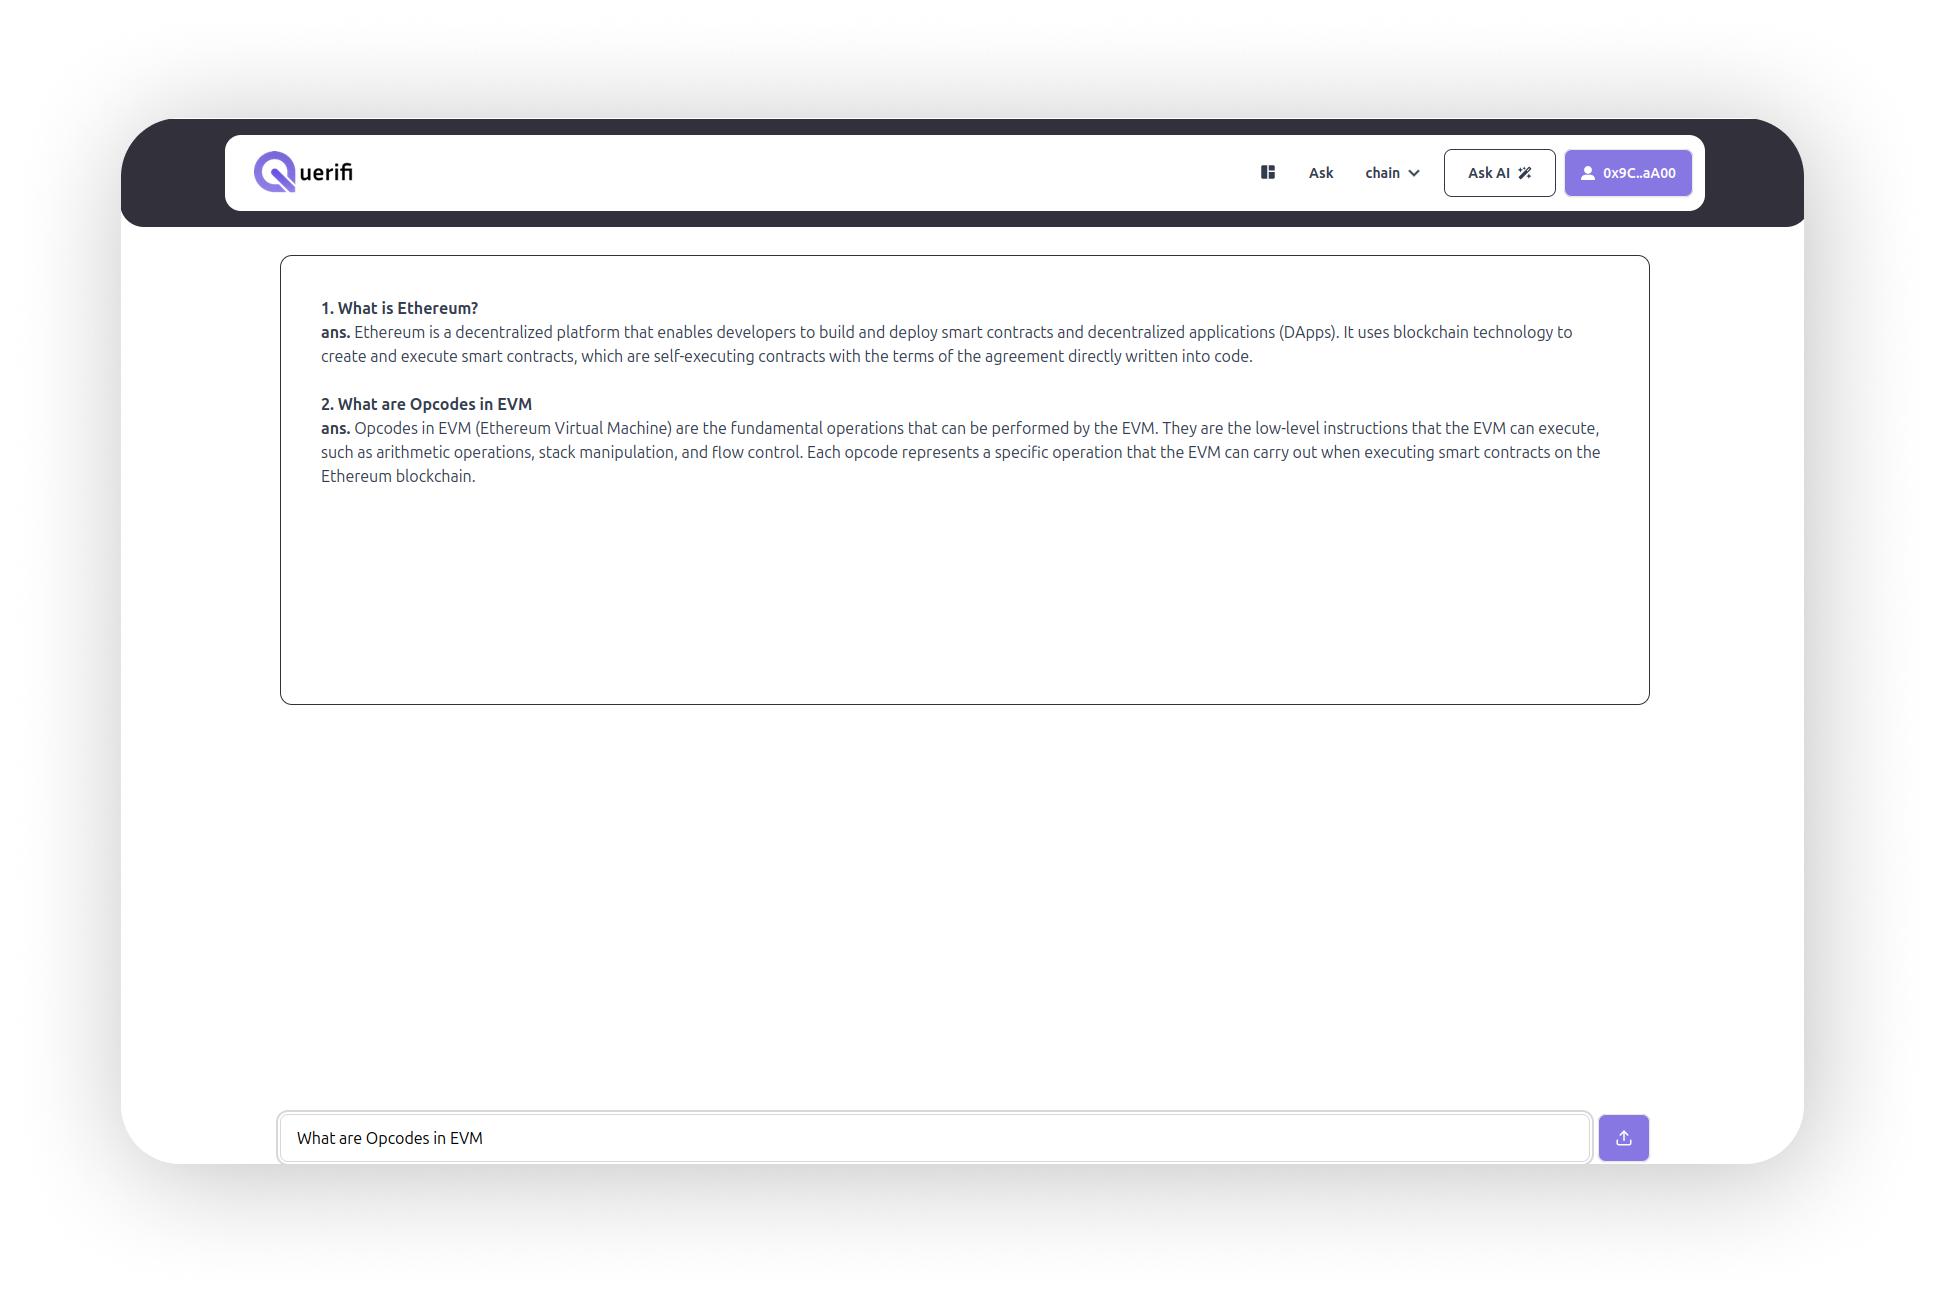 Querifi
Ask
chain
Ask AI
0x9C..aA00
1. What is Ethereum?
ans. Ethereum is a decentralized platform that enables developers to build and deploy smart contracts and decentralized applications (DApps). It uses blockchain technology to
create and execute smart contracts, which are self-executing contracts with the terms of the agreement directly written into code.
2. What are Opcodes in EVM
ans. Opcodes in EVM (Ethereum Virtual Machine) are the fundamental operations that can be performed by the EVM. They are the low-level instructions that the EVM can execute,
such as arithmetic operations, stack manipulation, and flow control. Each opcode represents a specific operation that the EVM can carry out when executing smart contracts on the
Ethereum blockchain.
What are Opcodes in EVM